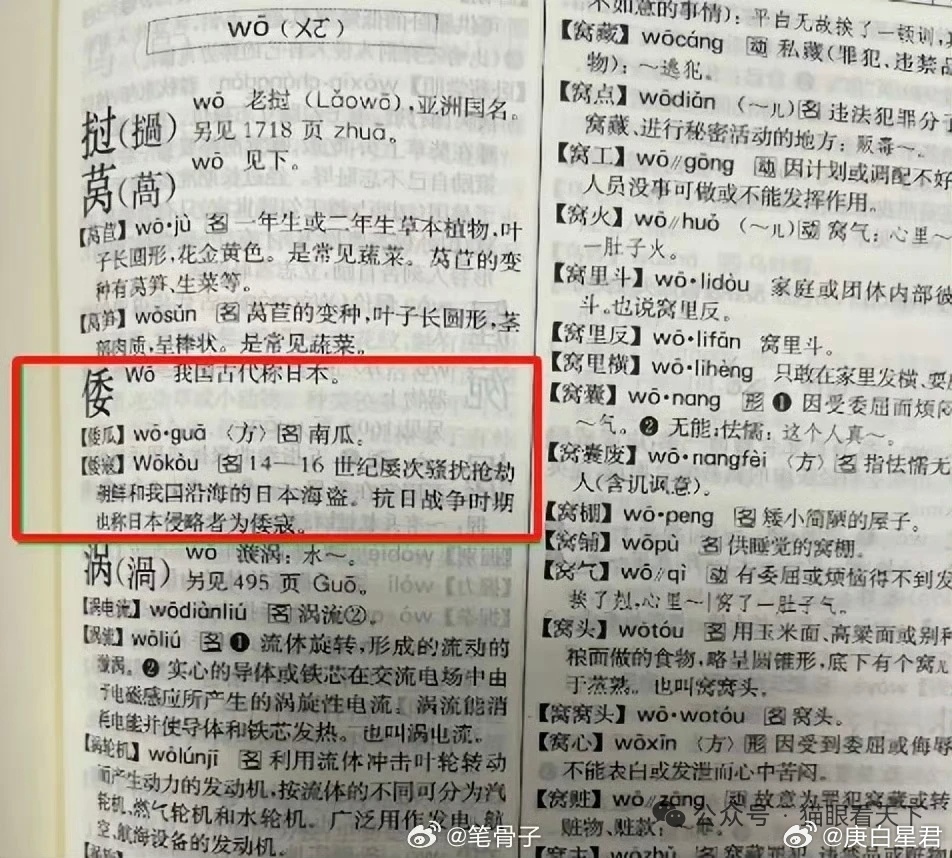 wō (ㄨㄛ)
wō 老挝 (Lǎowō), 亚洲国名。
挝(撾) 另见1718页 zhuā。
wō 见下。
莴(萵)
【莴苣】wō·jù 名 一年生或二年生草本植物,叶
子长圆形,花金黄色。是常见蔬菜。莴苣的变
种有莴笋、生菜等。
【莴笋】wōsǔn 名 莴苣的变种,叶子长圆形,茎
部肉质,呈棒状。是常见蔬菜。
倭 Wō 我国古代称日本。
【倭瓜】wō·guā 〈方〉名 南瓜。
【倭寇】Wōkòu 名 14—16世纪屡次骚扰抢劫
朝鲜和我国沿海的日本海盗。抗日战争时期
也称日本侵略者为倭寇。
涡(渦) wō 漩涡:水~。
另见495页 Guō。
【涡电流】wōdiànliú 名 涡流②。
【涡流】wōliú 名 ❶ 流体旋转,形成的流动的
漩涡。❷ 实心的导体或铁芯在交流电场中由
于电磁感应所产生的涡旋性电流。涡流能消
耗电能并使导体和铁芯发热。也叫涡电流。
【涡轮机】wōlúnjī 名 利用流体冲击叶轮转动
而产生动力的发动机,按流体的不同可分为汽
轮机、燃气轮机和水轮机。广泛用作发电、航
空、航海设备的发动机。
不如意的事情):平白无故挨了一顿训,
【窝藏】wōcáng 动 私藏(罪犯、违禁品
物):~逃犯。
【窝点】wōdiǎn (~儿)名 违法犯罪分子
窝藏、进行秘密活动的地方:贩毒~。
【窝工】wō//gōng 动 因计划或调配不好
人员没事可做或不能发挥作用。
【窝火】wō//huǒ (~儿)动 窝气:心里~
一肚子火。
【窝里斗】wō·lidòu 家庭或团体内部彼
斗。也说窝里反。
【窝里反】wō·lifǎn 窝里斗。
【窝里横】wō·lihèng 只敢在家里发横、耍
【窝囊】wō·nang 形 ❶ 因受委屈而烦闷
~气。❷ 无能;怯懦:这个人真~。
【窝囊废】wō·nangfèi 〈方〉名 指怯懦无
人(含讥讽意)。
【窝棚】wō·peng 名 矮小简陋的屋子。
【窝铺】wōpù 名 供睡觉的窝棚。
【窝气】wō//qì 动 有委屈或烦恼得不到发
挨了剋,心里~|窝了一肚子气。
【窝头】wōtóu 名 用玉米面、高粱面或别种
粮面做的食物,略呈圆锥形,底下有个窝儿
于蒸熟。也叫窝窝头。
【窝窝头】wō·wotóu 名 窝头。
【窝心】wōxīn 〈方〉形 因受到委屈或侮辱
不能表白或发泄而心中苦闷。
【窝赃】wō//zāng 动 故意为罪犯窝藏或转
赃物、赃款:~罪。
【窝主】wōzhǔ 名
公众号·猫眼看天下
@笔骨子
@庚白星君